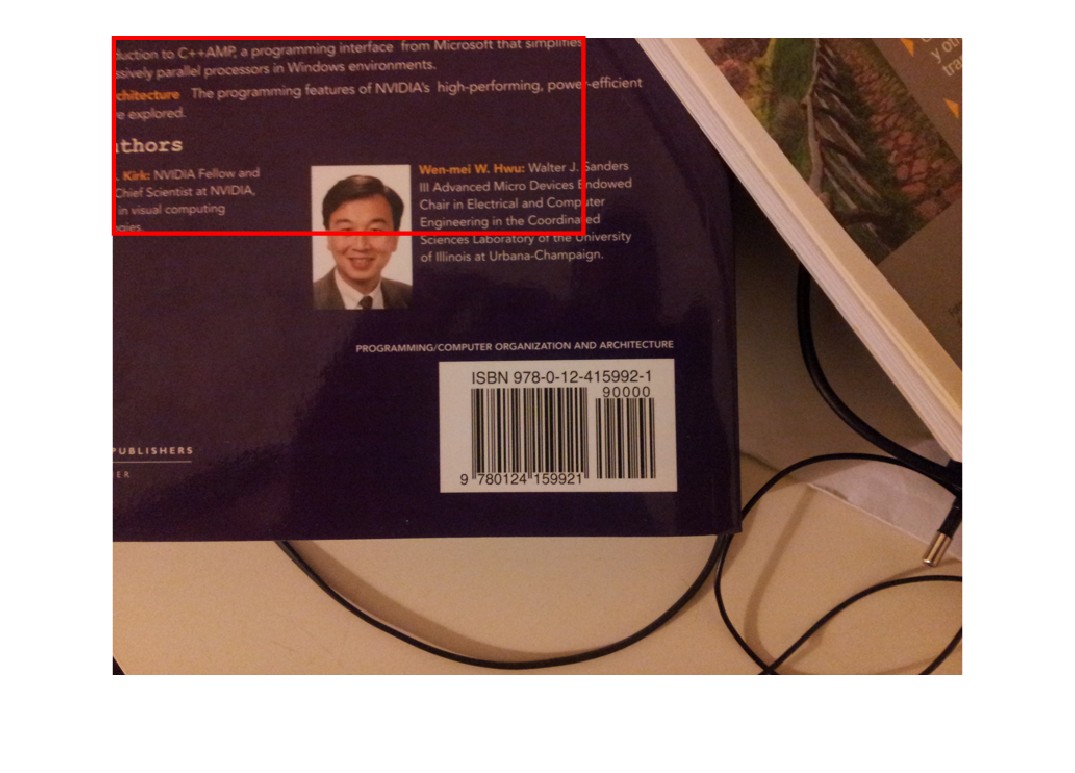 duction to C++AMP, a programming interface from Microsoft that simplifies
ssively parallel processors in Windows environments.
chitecture The programming features of NVIDIA's high-performing, power-efficient
e explored.
thors
. Kirk: NVIDIA Fellow and
Chief Scientist at NVIDIA,
in visual computing
ogies.
Wen-mei W. Hwu: Walter J. Sanders
III Advanced Micro Devices Endowed
Chair in Electrical and Computer
Engineering in the Coordinated
Sciences Laboratory of the University
of Illinois at Urbana-Champaign.
PROGRAMMING/COMPUTER ORGANIZATION AND ARCHITECTURE
ISBN 978-0-12-415992-1
90000
9 780124 159921
PUBLISHERS
ER
y ou
tra